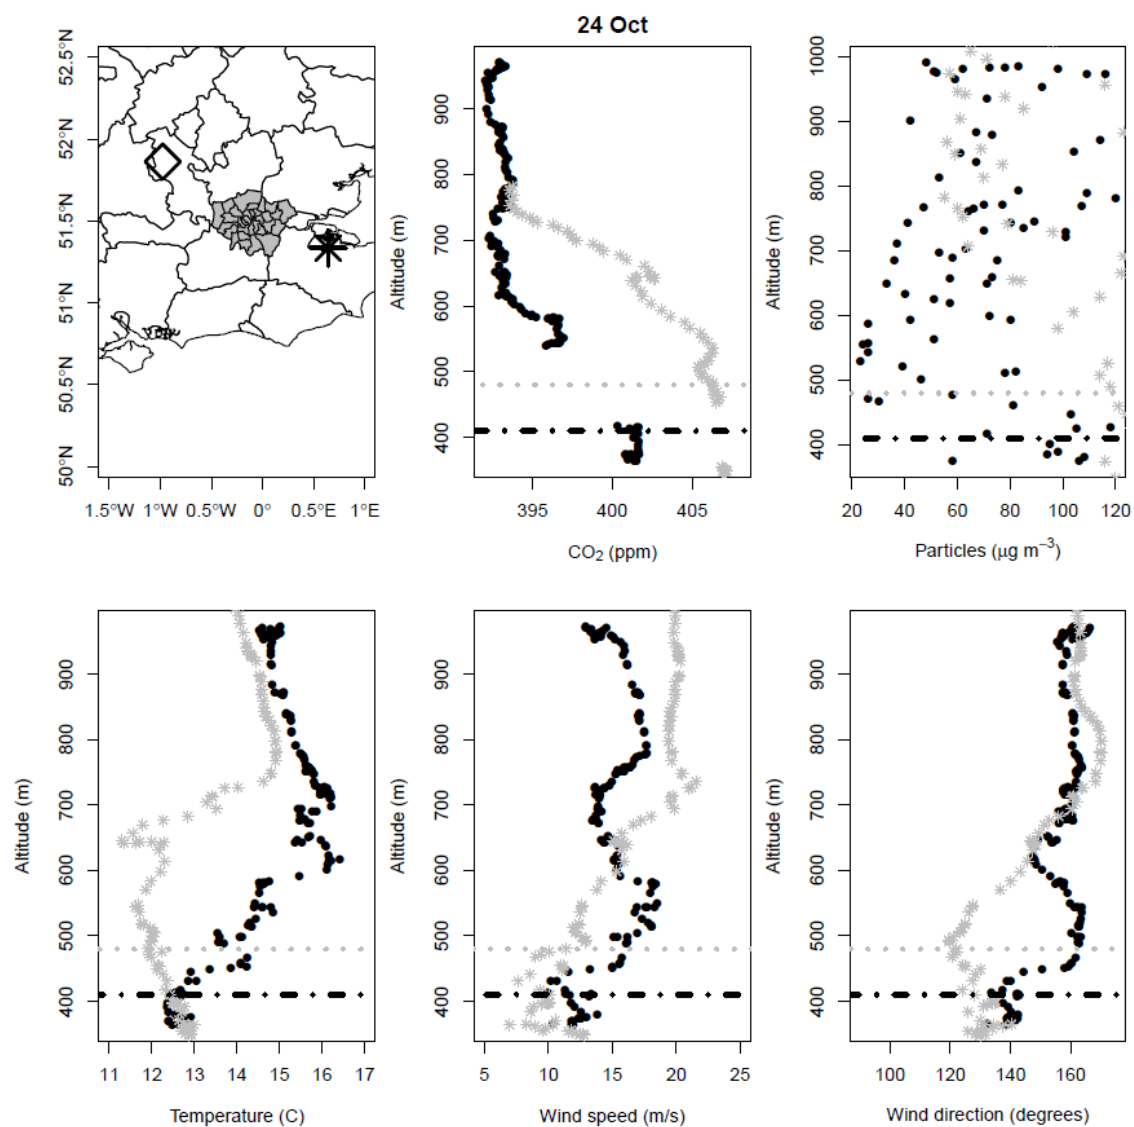 24 Oct
50°N 50.5°N 51°N 51.5°N 52°N 52.5°N
1.5°W 1°W 0.5°W 0° 0.5°E 1°E
Altitude (m)
400 500 600 700 800 900
395 400 405
CO2 (ppm)
Altitude (m)
400 500 600 700 800 900 1000
20 40 60 80 100 120
Particles (μg m−3)
Altitude (m)
400 500 600 700 800 900
11 12 13 14 15 16 17
Temperature (C)
Altitude (m)
400 500 600 700 800 900
5 10 15 20 25
Wind speed (m/s)
Altitude (m)
400 500 600 700 800 900
100 120 140 160
Wind direction (degrees)